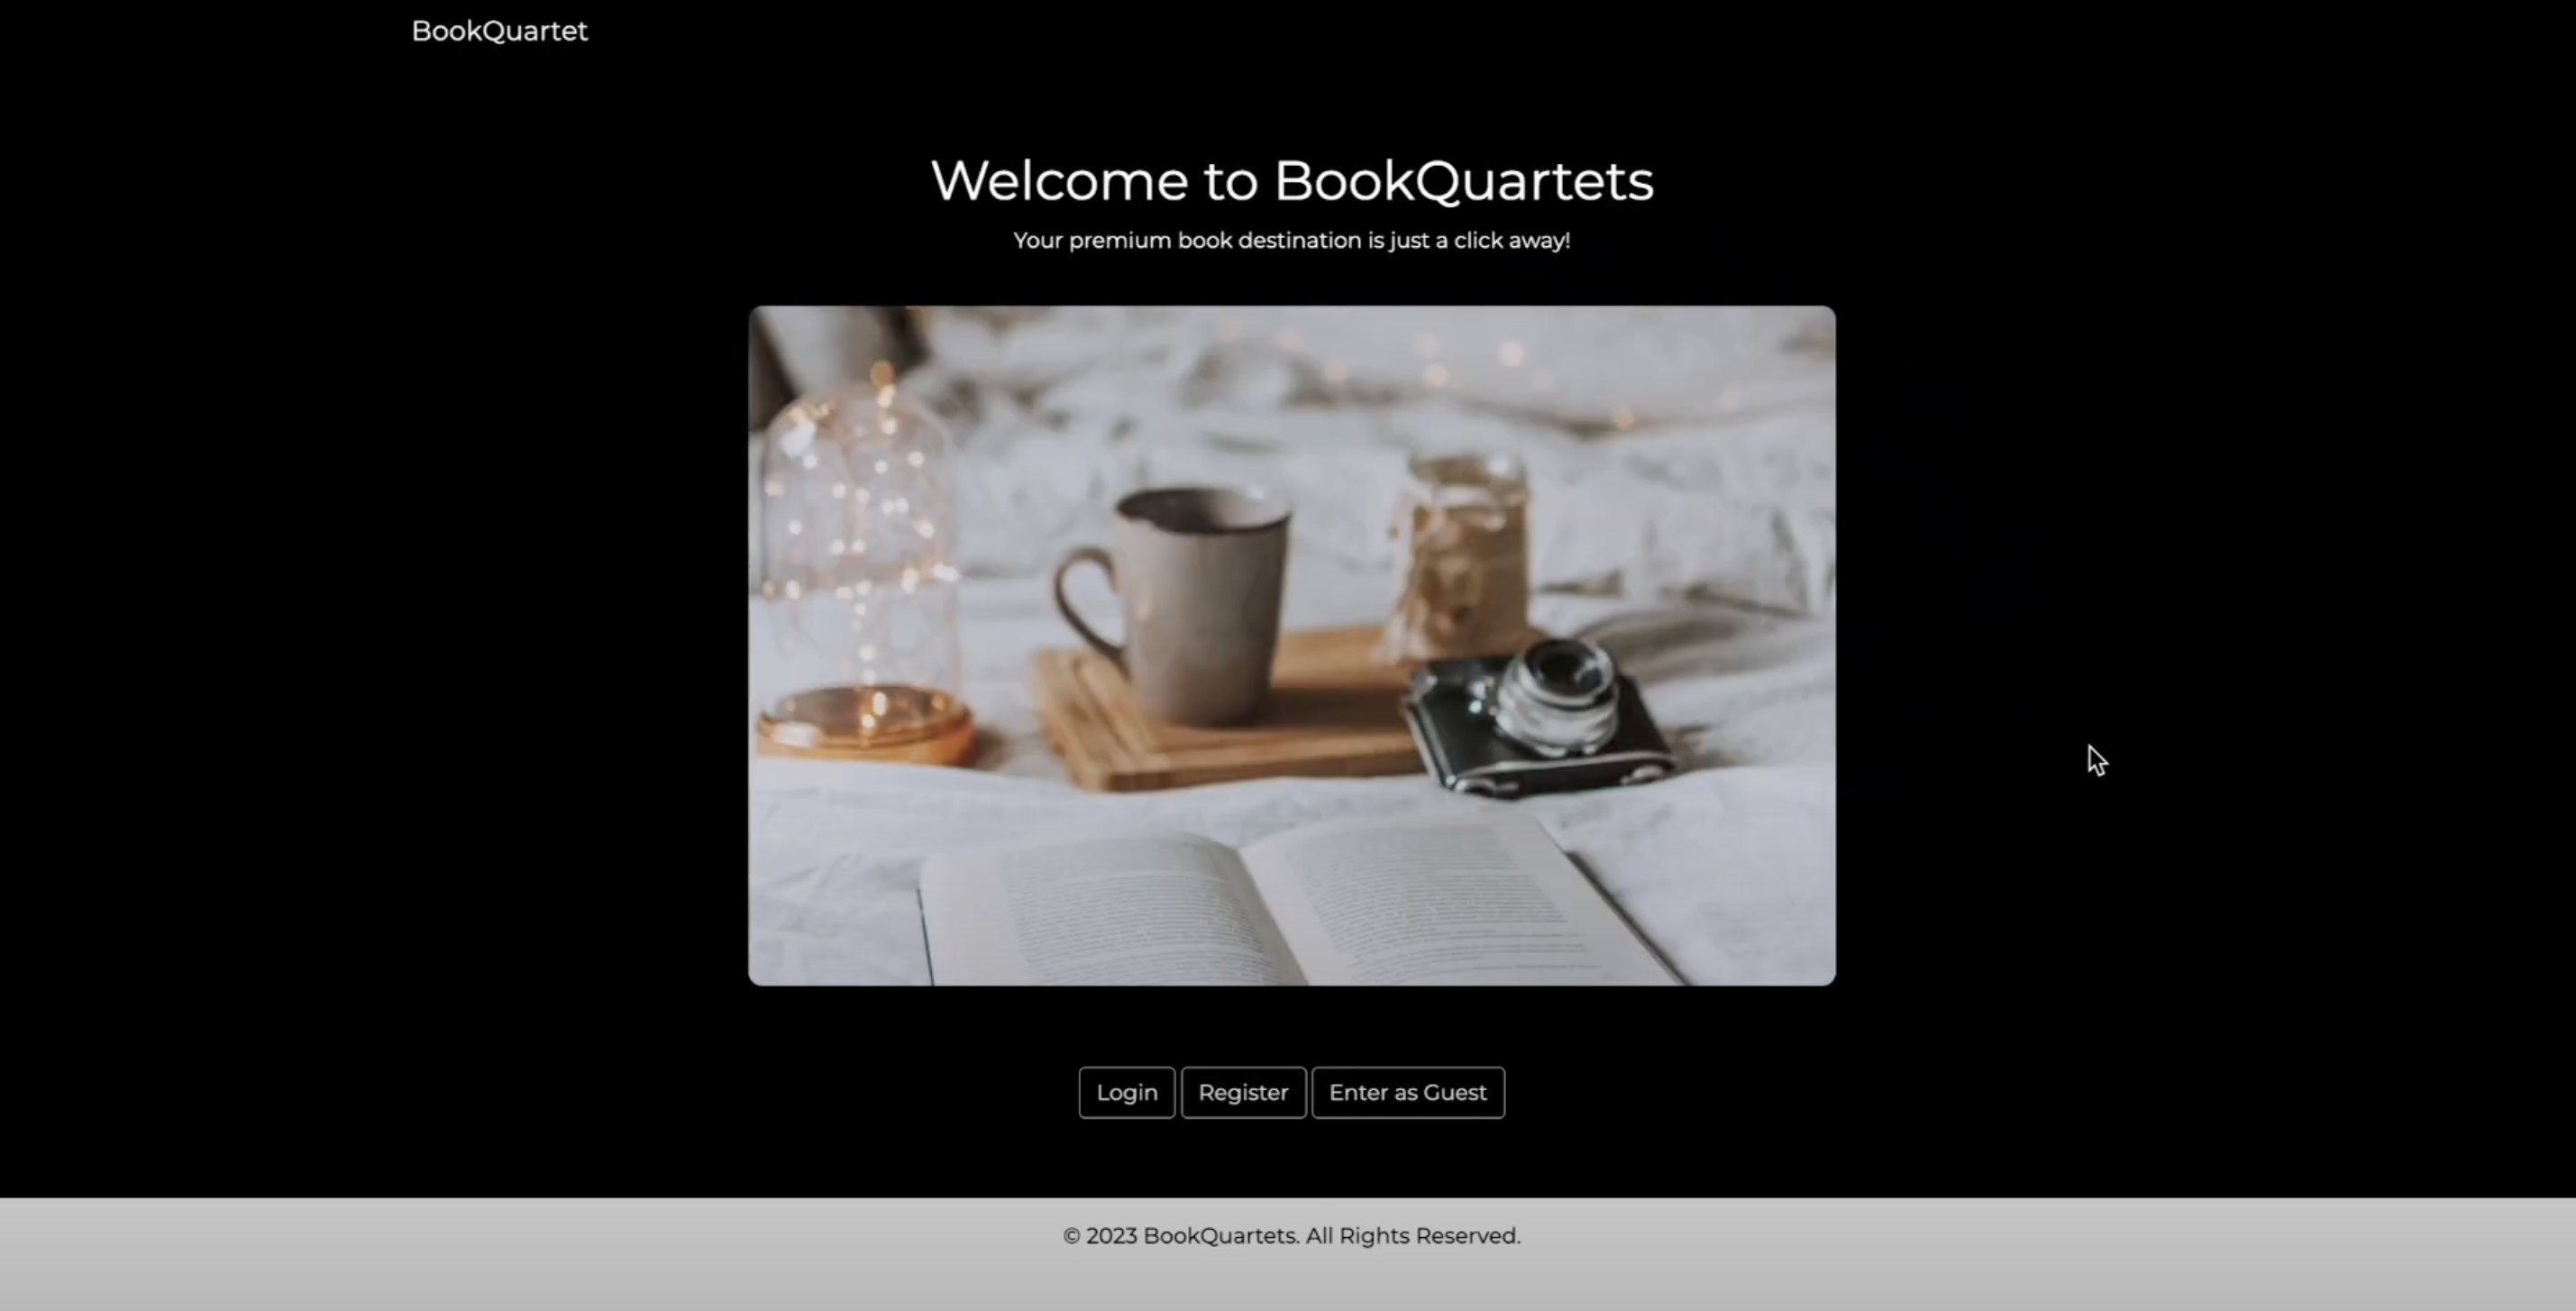 BookQuartet
Welcome to BookQuartets
Your premium book destination is just a click away!
Login Register Enter as Guest
© 2023 BookQuartets. All Rights Reserved.